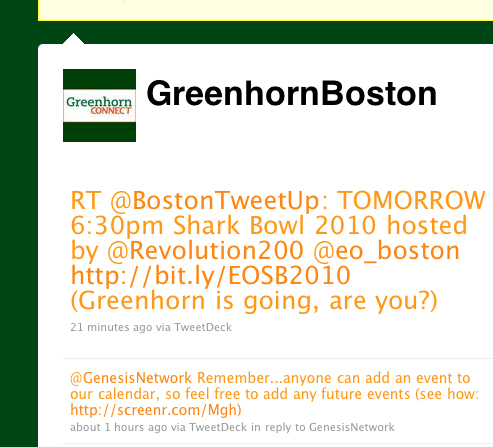 Greenhorn
CONNECT
GreenhornBoston
RT @BostonTweetUp: TOMORROW
6:30pm Shark Bowl 2010 hosted
by @Revolution200 @eo_boston
http://bit.ly/EOSB2010
(Greenhorn is going, are you?)
21 minutes ago via TweetDeck
@GenesisNetwork Remember...anyone can add an event to
our calendar, so feel free to add any future events (see how:
http://screenr.com/Mgh)
about 1 hours ago via TweetDeck in reply to GenesisNetwork